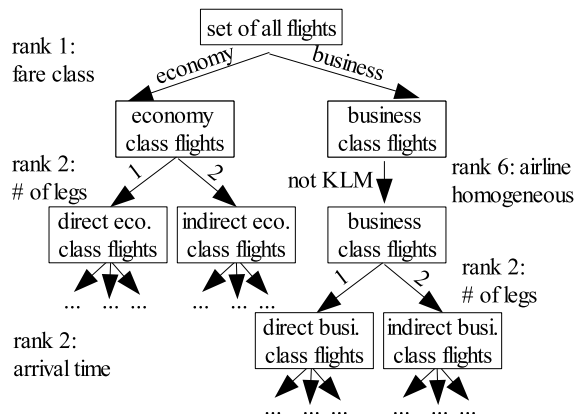 set of all flights
rank 1:
fare class
economy
business
economy
class flights
business
class flights
rank 2:
# of legs
1
2
not KLM
rank 6: airline
homogeneous
direct eco.
class flights
indirect eco.
class flights
business
class flights
... ... ...
... ... ...
1
2
rank 2:
# of legs
rank 2:
arrival time
direct busi.
class flights
indirect busi.
class flights
... ... ...
... ... ...